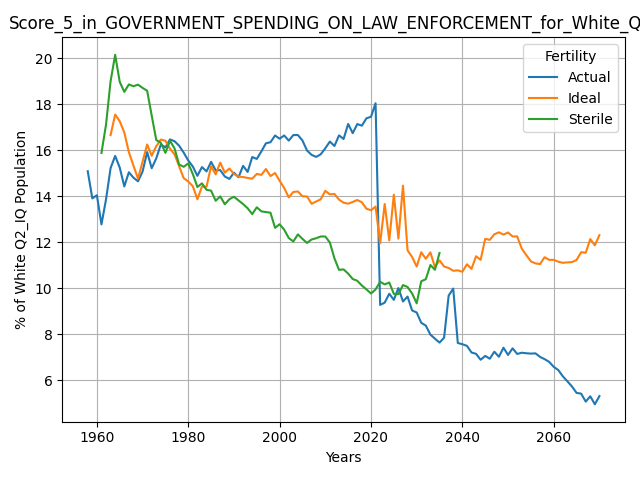 Score_5_in_GOVERNMENT_SPENDING_ON_LAW_ENFORCEMENT_for_White_Q
% of White Q2_IQ Population
20
18
16
14
12
10
8
6
Fertility
Actual
Ideal
Sterile
1960
1980
2000
2020
2040
2060
Years